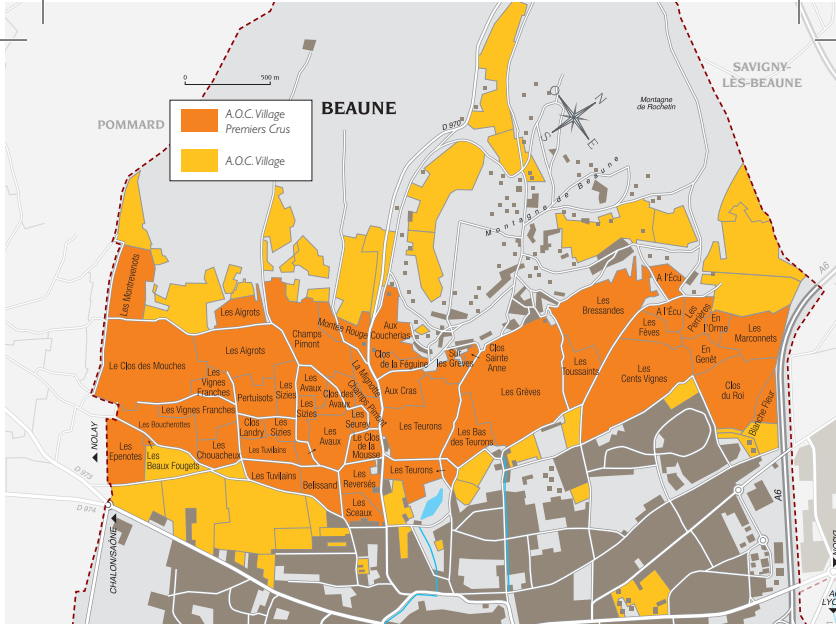 SAVIGNY-
LÈS-BEAUNE
0
500 m
BEAUNE
A.O.C. Village
Premiers Crus
A.O.C. Village
POMMARD
D 970
O
N
S
E
Montagne
de Rochetin
Montagne de Beaune
A6
Les Montrevenots
A l'Écu
Les Aigrots
Montée Rouge
Aux
Coucherias
Champs
Pimont
Les
Bressandes
A l'Écu
Les
Fèves
Les
Perrières
En
l'Orme
Les
Marconnets
Le Clos des Mouches
Les Aigrots
Clos
de la Féguine
Sur
les Grèves
Clos
Sainte
Anne
En
Genêt
Les
Toussaints
Les
Cents Vignes
Les
Vignes
Franches
Les
Avaux
La Mignotte
Champs Pimont
Pertuisots
Les
Sizies
Clos des
Avaux
Aux Cras
Les Grèves
Clos
du Roi
Blanche Fleur
Les Vignes Franches
Les
Sizies
Les
Seurey
Les Boucherottes
Clos
Landry
Les
Sizies
Les
Avaux
Le Clos
de la
Mousse
Les Teurons
Les Bas
des Teurons
NOLAY
Les
Epenotes
Les
Beaux Fougets
Les
Chouacheux
Les Tuvilains
Les Tuvilains
Belissand
Les
Reversés
Les Teurons
Les
Sceaux
D 973
D 974
A6
CHALON/SAÔNE